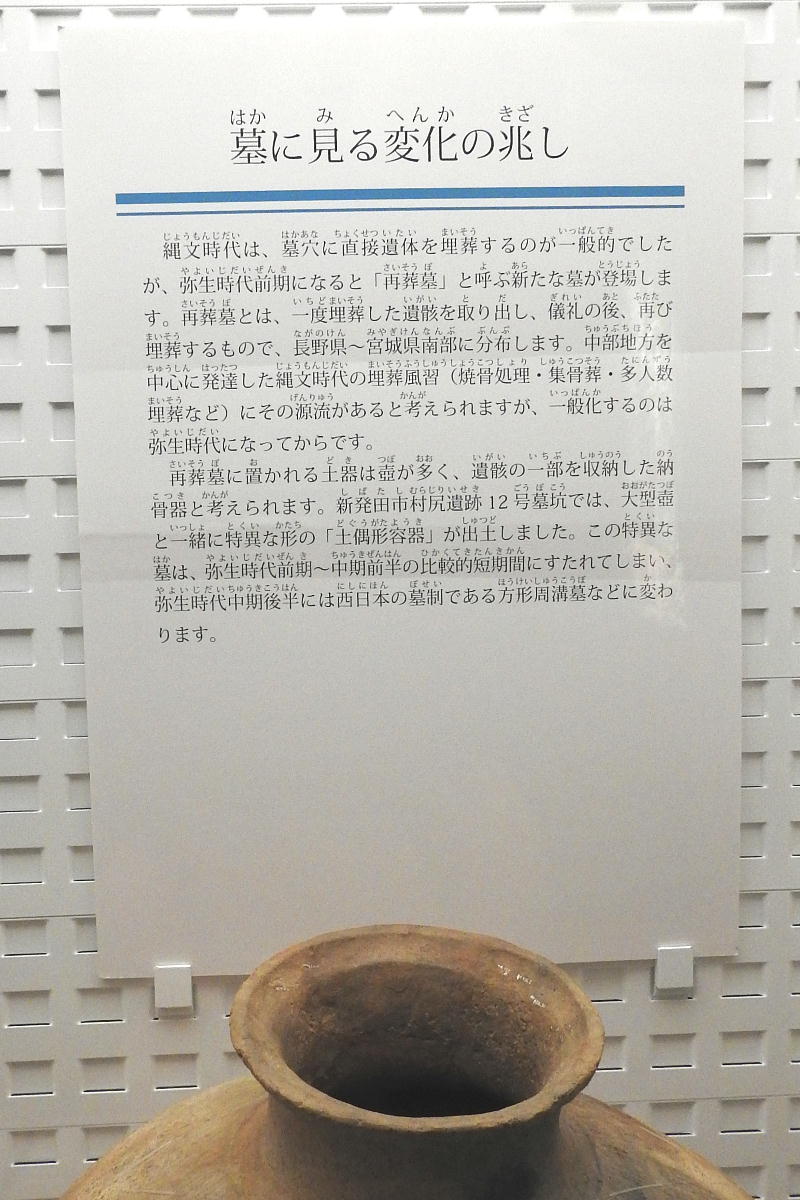 墓に見る変化の兆し
縄文時代は、墓穴に直接遺体を埋葬するのが一般的でした
が、弥生時代前期になると「再葬墓」と呼ぶ新たな墓が登場しま
す。再葬墓とは、一度埋葬した遺骸を取り出し、儀礼の後、再び
埋葬するもので、長野県～宮城県南部に分布します。中部地方を
中心に発達した縄文時代の埋葬風習（焼骨処理・集骨葬・多人数
埋葬など）にその源流があると考えられますが、一般化するのは
弥生時代になってからです。
再葬墓に置かれる土器は壺が多く、遺骸の一部を収納した納
骨器と考えられます。新発田市村尻遺跡 12 号墓坑では、大型壺
と一緒に特異な形の「土偶形容器」が出土しました。この特異な
墓は、弥生時代前期～中期前半の比較的短期間にすたれてしまい、
弥生時代中期後半には西日本の墓制である方形周溝墓などに変わ
ります。